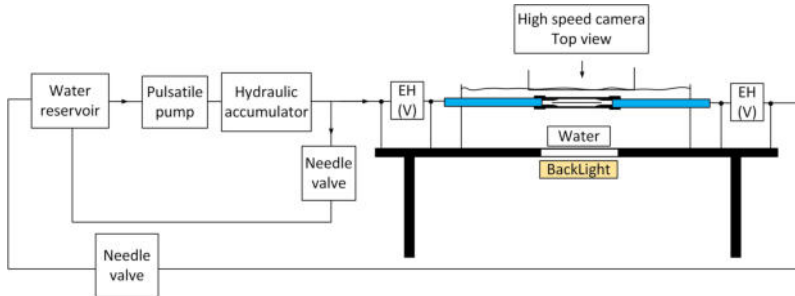 High speed camera
Top view
Water
reservoir
Pulsatile
pump
Hydraulic
accumulator
EH
(V)
EH
(V)
Water
BackLight
Needle
valve
Needle
valve